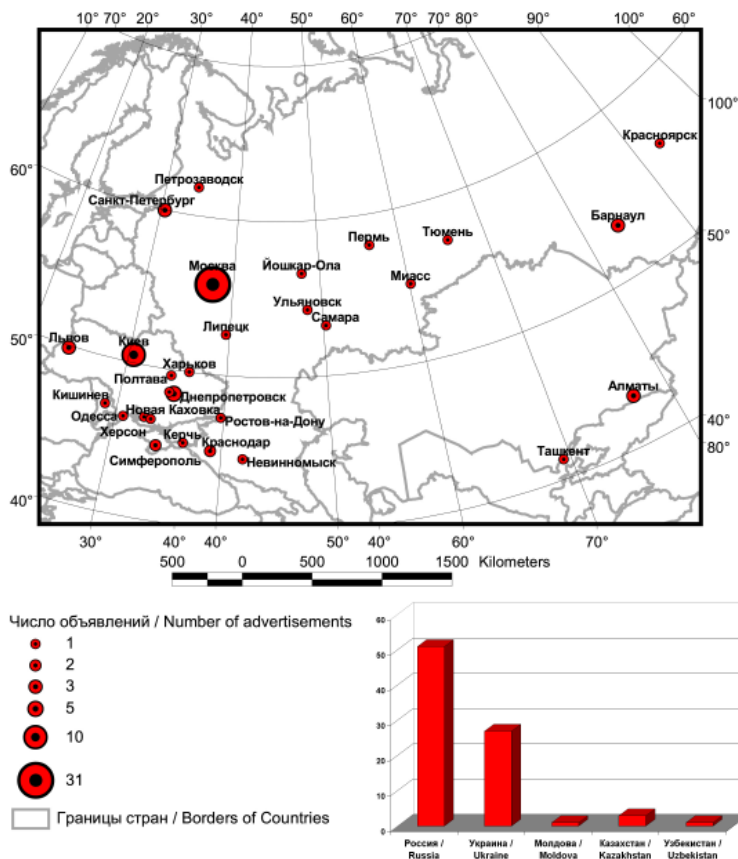 10° 70° 20° 30° 40° 50° 60° 70° 70° 80° 90° 100° 60°
100°
Красноярск
60°
Петрозаводск
Санкт-Петербург
Барнаул
50°
Пермь
Тюмень
Москва
Йошкар-Ола
Миасс
Ульяновск
Самара
Липецк
50°
Львов
Киев
Харьков
Полтава
Алматы
Кишинев
Днепропетровск
Одесса
Новая Каховка
Ростов-на-Дону
40°
Херсон
Керчь
Краснодар
Ташкент
80°
Симферополь
Невинномыск
40°
30° 40° 40° 50° 40° 60° 70°
500 0 500 1000 1500 Kilometers
Число объявлений / Number of advertisements
1
2
3
5
10
31
Границы стран / Borders of Countries
60
50
40
30
20
10
0
Россия / Russia
Украина / Ukraine
Молдова / Moldova
Казахстан / Kazakhstan
Узбекистан / Uzbekistan